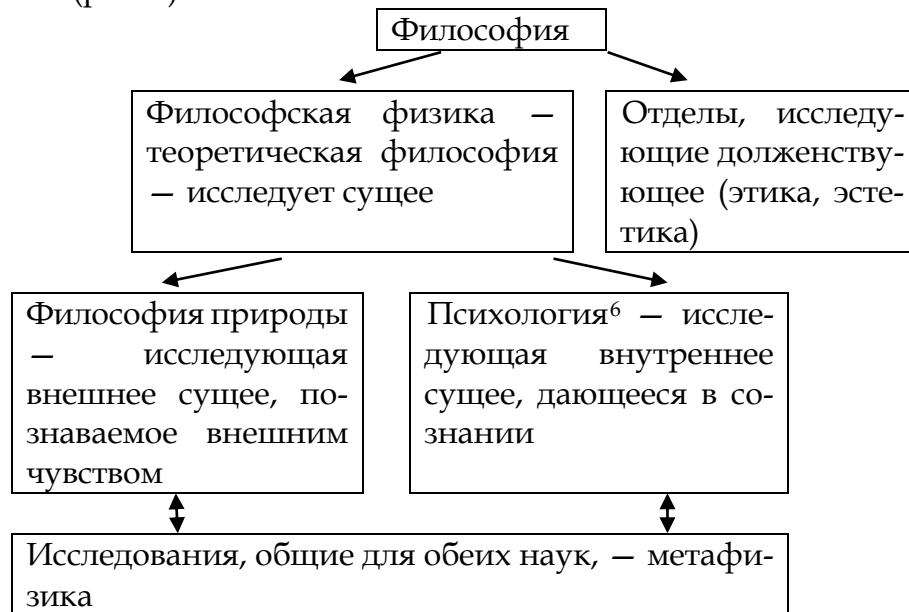 Философия
Философская физика —
теоретическая философия
— исследует сущее
Отделы, исследу-
ющие долженству-
ющее (этика, эсте-
тика)
Философия природы
— исследующая
внешнее сущее, по-
знаваемое внешним
чувством
Психология⁶ — иссле-
дующая внутреннее
сущее, дающееся в со-
знании
Исследования, общие для обеих наук, — метафи-
зика